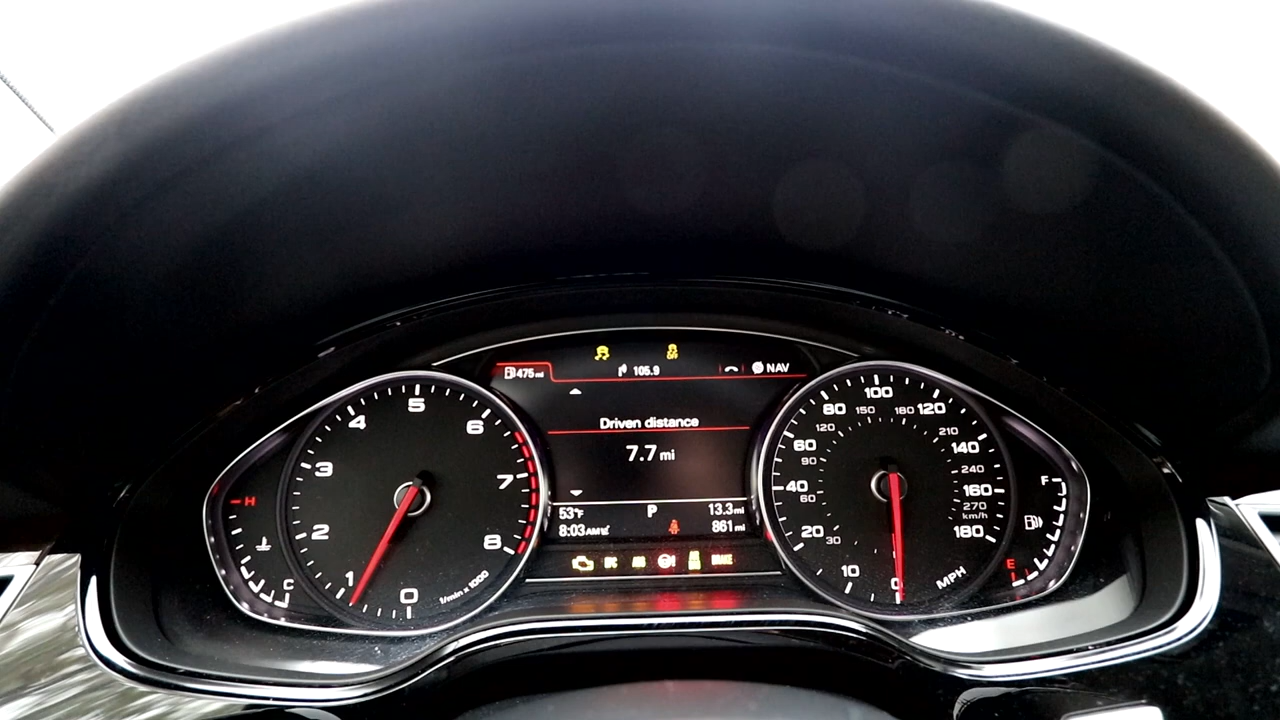 475 mi
105.9
NAV
Driven distance
7.7 mi
53°F
P
13.3 mi
8:03 AM
861 mi
OFF
BRAKE
H
C
0
1
2
3
4
5
6
7
8
1/min x 1000
0
10
20
40
60
80
100
120
140
160
180
MPH
30
60
90
120
150
180
210
240
270
km/h
F
E